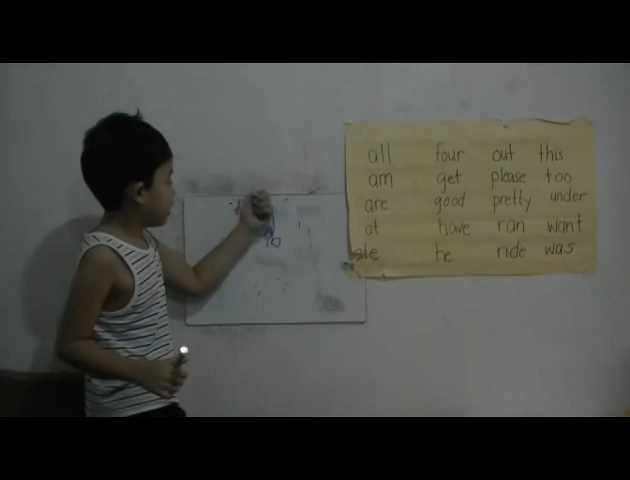 all four out this
am get please too
are good pretty under
at have ran want
ate he ride was